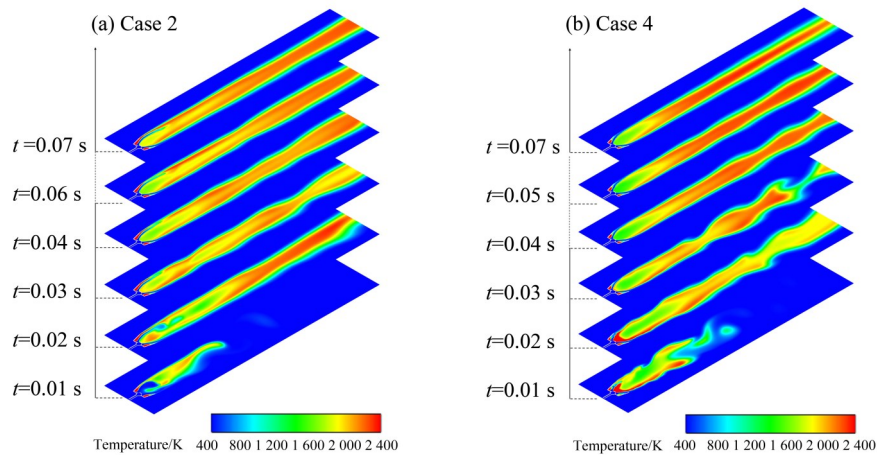 (a) Case 2
t =0.07 s
t=0.06 s
t=0.04 s
t=0.03 s
t=0.02 s
t=0.01 s
Temperature/K 400 800 1 200 1 600 2 000 2 400
(b) Case 4
t =0.07 s
t=0.05 s
t=0.04 s
t=0.03 s
t=0.02 s
t=0.01 s
Temperature/K 400 800 1 200 1 600 2 000 2 400